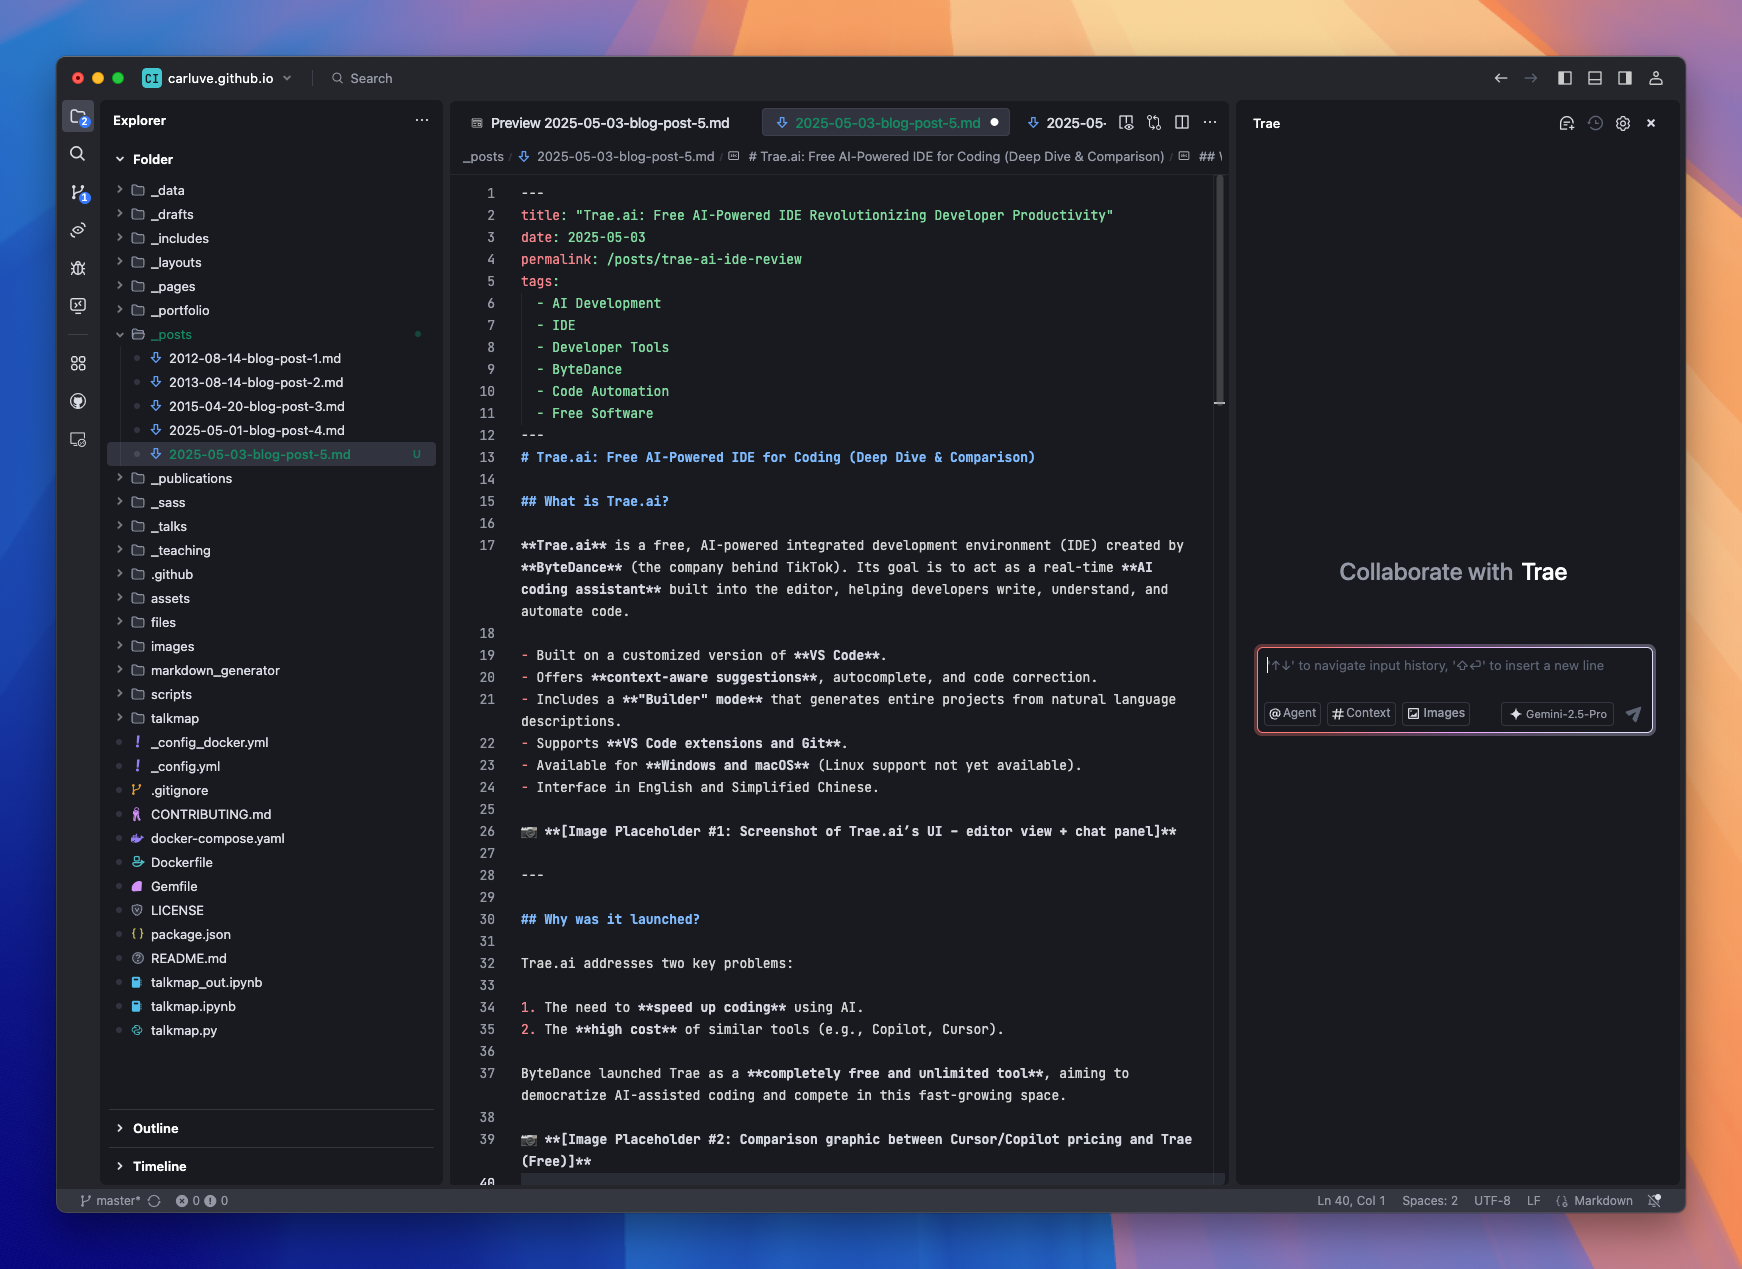 CI carluve.github.io
Search
2
1
Explorer
Folder
_data
_drafts
_includes
_layouts
_pages
_portfolio
_posts
2012-08-14-blog-post-1.md
2013-08-14-blog-post-2.md
2015-04-20-blog-post-3.md
2025-05-01-blog-post-4.md
2025-05-03-blog-post-5.md U
_publications
_sass
_talks
_teaching
.github
assets
files
images
markdown_generator
scripts
talkmap
! _config_docker.yml
! _config.yml
.gitignore
CONTRIBUTING.md
docker-compose.yaml
Dockerfile
Gemfile
LICENSE
{} package.json
README.md
talkmap_out.ipynb
talkmap.ipynb
talkmap.py
Outline
Timeline
Preview 2025-05-03-blog-post-5.md
2025-05-03-blog-post-5.md
2025-05-
_posts / 2025-05-03-blog-post-5.md / # Trae.ai: Free AI-Powered IDE for Coding (Deep Dive & Comparison) / ##
1 ---
2 title: "Trae.ai: Free AI-Powered IDE Revolutionizing Developer Productivity"
3 date: 2025-05-03
4 permalink: /posts/trae-ai-ide-review
5 tags:
6 - AI Development
7 - IDE
8 - Developer Tools
9 - ByteDance
10 - Code Automation
11 - Free Software
12 ---
13 # Trae.ai: Free AI-Powered IDE for Coding (Deep Dive & Comparison)
14
15 ## What is Trae.ai?
16
17 **Trae.ai** is a free, AI-powered integrated development environment (IDE) created by
**ByteDance** (the company behind TikTok). Its goal is to act as a real-time **AI
coding assistant** built into the editor, helping developers write, understand, and
automate code.
18
19 - Built on a customized version of **VS Code**.
20 - Offers **context-aware suggestions**, autocomplete, and code correction.
21 - Includes a **"Builder" mode** that generates entire projects from natural language
descriptions.
22 - Supports **VS Code extensions and Git**.
23 - Available for **Windows and macOS** (Linux support not yet available).
24 - Interface in English and Simplified Chinese.
25
26 📷 **[Image Placeholder #1: Screenshot of Trae.ai’s UI – editor view + chat panel]**
27
28 ---
29
30 ## Why was it launched?
31
32 Trae.ai addresses two key problems:
33
34 1. The need to **speed up coding** using AI.
35 2. The **high cost** of similar tools (e.g., Copilot, Cursor).
36
37 ByteDance launched Trae as a **completely free and unlimited tool**, aiming to
democratize AI-assisted coding and compete in this fast-growing space.
38
39 📷 **[Image Placeholder #2: Comparison graphic between Cursor/Copilot pricing and Trae
(Free)]**
40
Trae
Collaborate with Trae
'↑↓' to navigate input history, '⇧⏎' to insert a new line
@ Agent
# Context
Images
Gemini-2.5-Pro
master*
0
0
Ln 40, Col 1
Spaces: 2
UTF-8
LF
Markdown